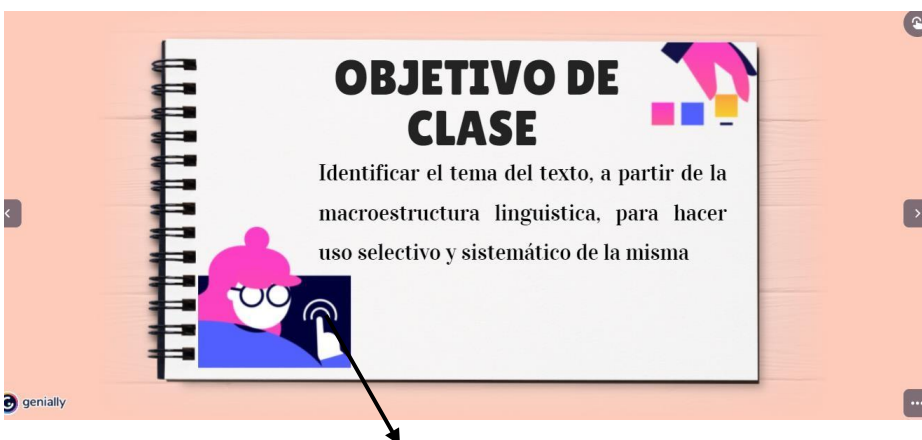 OBJETIVO DE
CLASE
Identificar el tema del texto, a partir de la
macroestructura linguistica, para hacer
uso selectivo y sistemático de la misma
genially